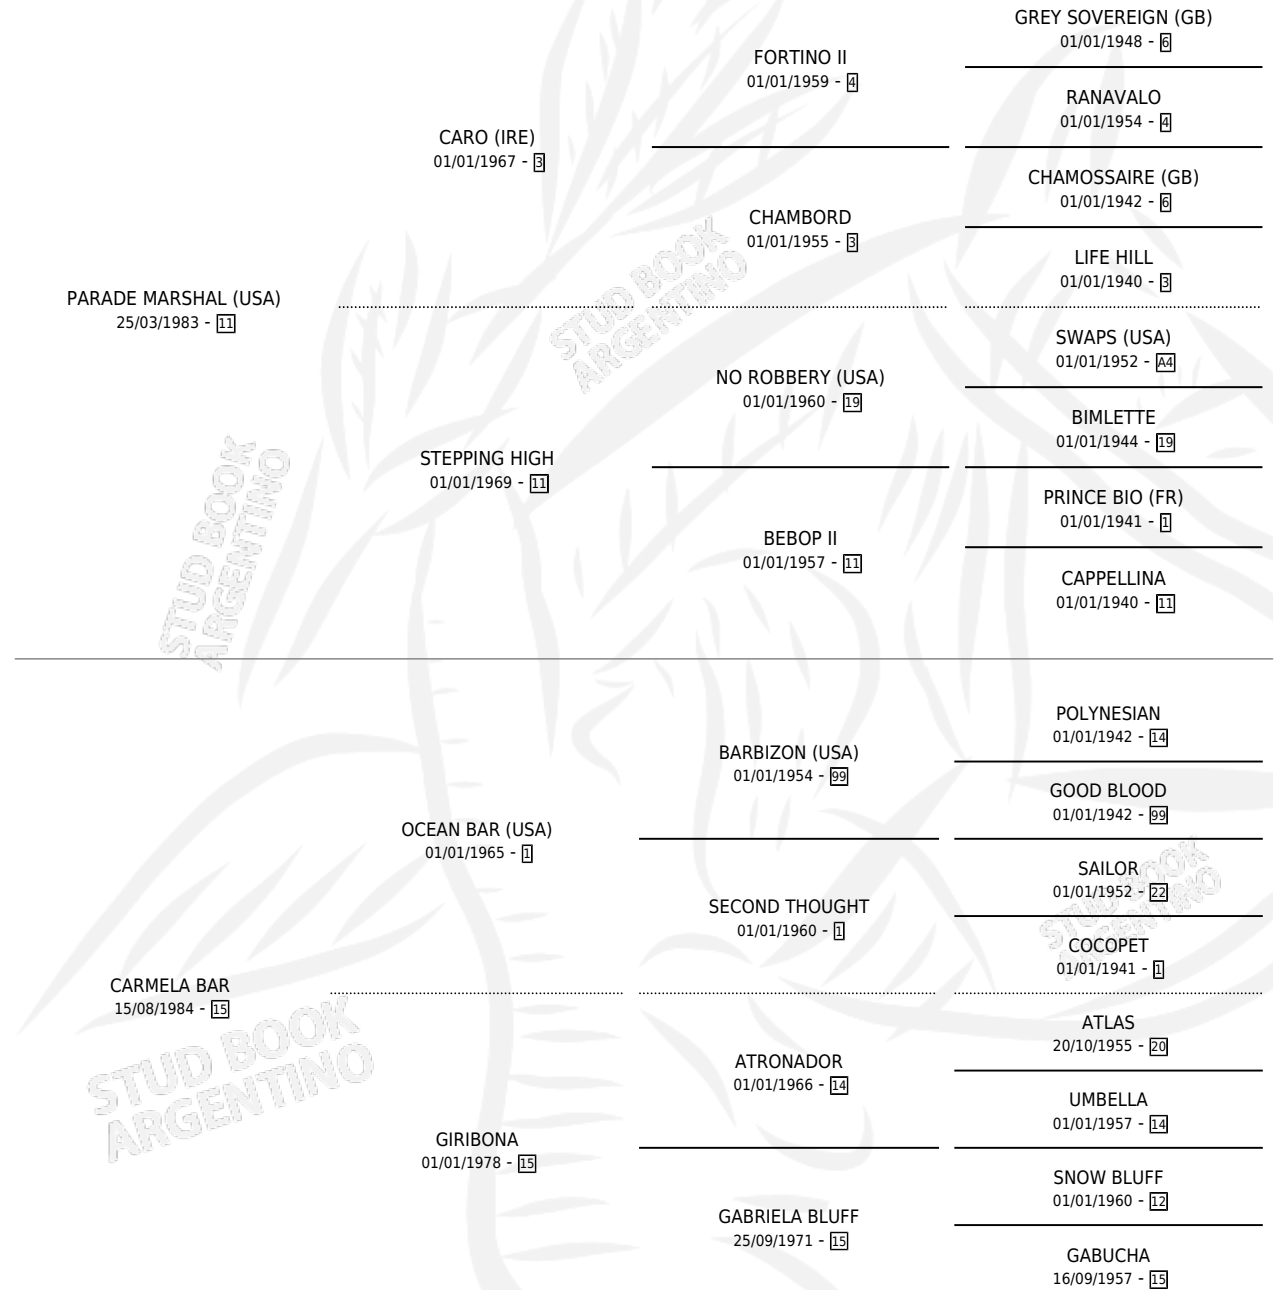 GREY SOVEREIGN (GB)
01/01/1948 - 6
FORTINO II
01/01/1959 - 4
RANAVALO
01/01/1954 - 4
CARO (IRE)
01/01/1967 - 3
CHAMOSSAIRE (GB)
01/01/1942 - 6
CHAMBORD
01/01/1955 - 3
LIFE HILL
01/01/1940 - 3
PARADE MARSHAL (USA)
25/03/1983 - 11
STUD BOOK
ARGENTINO
SWAPS (USA)
01/01/1952 - A4
NO ROBBERY (USA)
01/01/1960 - 19
BIMLETTE
01/01/1944 - 19
STEPPING HIGH
01/01/1969 - 11
PRINCE BIO (FR)
01/01/1941 - 1
BEBOP II
01/01/1957 - 11
CAPPELLINA
01/01/1940 - 11
STUD BOOK
ARGENTINO
POLYNESIAN
01/01/1942 - 14
BARBIZON (USA)
01/01/1954 - 99
GOOD BLOOD
01/01/1942 - 99
OCEAN BAR (USA)
01/01/1965 - 1
SAILOR
01/01/1952 - 22
SECOND THOUGHT
01/01/1960 - 1
STUD BOOK
ARGENTINO
COCOPET
01/01/1941 - 1
CARMELA BAR
15/08/1984 - 15
STUD BOOK
ARGENTINO
ATLAS
20/10/1955 - 20
ATRONADOR
01/01/1966 - 14
UMBELLA
01/01/1957 - 14
GIRIBONA
01/01/1978 - 15
SNOW BLUFF
01/01/1960 - 12
GABRIELA BLUFF
25/09/1971 - 15
GABUCHA
16/09/1957 - 15